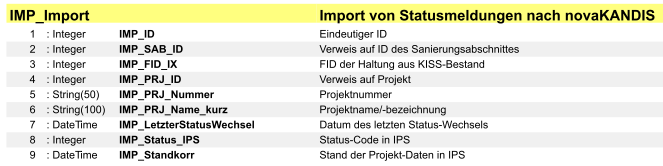 IMP_Import Import von Statusmeldungen nach novaKANDIS
1 : Integer IMP_ID Eindeutiger ID
2 : Integer IMP_SAB_ID Verweis auf ID des Sanierungsabschnittes
3 : Integer IMP_FID_IX FID der Haltung aus KISS-Bestand
4 : Integer IMP_PRJ_ID Verweis auf Projekt
5 : String(50) IMP_PRJ_Nummer Projektnummer
6 : String(100) IMP_PRJ_Name_kurz Projektname/-bezeichnung
7 : DateTime IMP_LetzterStatusWechsel Datum des letzten Status-Wechsels
8 : Integer IMP_Status_IPS Status-Code in IPS
9 : DateTime IMP_Standkorr Stand der Projekt-Daten in IPS